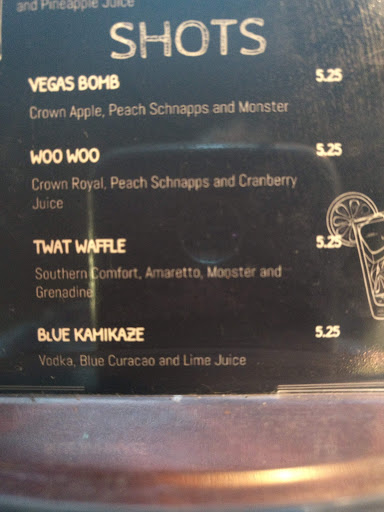 and Pineapple Juice
SHOTS
VEGAS BOMB 5.25
Crown Apple, Peach Schnapps and Monster
WOO WOO 5.25
Crown Royal, Peach Schnapps and Cranberry
Juice
TWAT WAFFLE 5.25
Southern Comfort, Amaretto, Monster and
Grenadine
BLUE KAMIKAZE 5.25
Vodka, Blue Curacao and Lime Juice